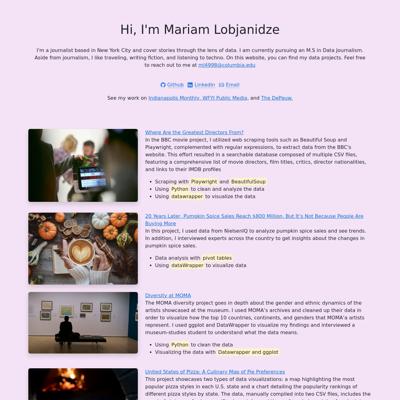 Hi, I'm Mariam Lobjanidze
I'm a journalist based in New York City and cover stories through the lens of data. I am currently pursuing an M.S in Data Journalism.
Aside from journalism, I like traveling, writing fiction, and listening to techno. On this website, you can find my data projects. Feel free
to reach out to me at ml4998@columbia.edu
Github LinkedIn Email
See my work on Indianapolis Monthly, WFYI Public Media, and The DePauw.
Where Are the Greatest Directors From?
In the BBC movie project, I utilized web scraping tools such as Beautiful Soup and
Playwright, complemented with regular expressions, to extract data from the BBC's
website. This effort resulted in a searchable database composed of multiple CSV files,
featuring a comprehensive list of movie directors, film titles, critics, director nationalities,
and links to their IMDB profiles
• Scraping with Playwright and BeautifulSoup
• Using Python to clean and analyze the data
• Using datawrapper to visualize the data
20 Years Later, Pumpkin Spice Sales Reach $800 Million, But It's Not Because People Are
Buying More
In this project, I used data from NielsenIQ to analyze pumpkin spice sales and see trends.
In addition, I interviewed experts across the country to get insights about the changes in
pumpkin spice sales.
• Data analysis with pivot tables
• Using dataWrapper to visualize data
Diversity at MOMA
The MOMA diversity project goes in depth about the gender and ethnic dynamics of the
artists showcased at the museum. I used MOMA's archives and cleaned up their data in
order to visualize how the top 10 countries, continents, and genders that MOMA's artists
represent. I used ggplot and DataWrapper to visualize my findings and interviewed a
museum-studies student to understand what the data means.
• Using Python to clean the data
• Visualizing the data with Datawrapper and ggplot
United States of Pizza: A Culinary Map of Pie Preferences
This project showcases two types of data visualizations: a map highlighting the most
popular pizza styles in each U.S. state and a chart detailing the popularity rankings of
different pizza styles by state. The data, manually compiled into two CSV files, includes the